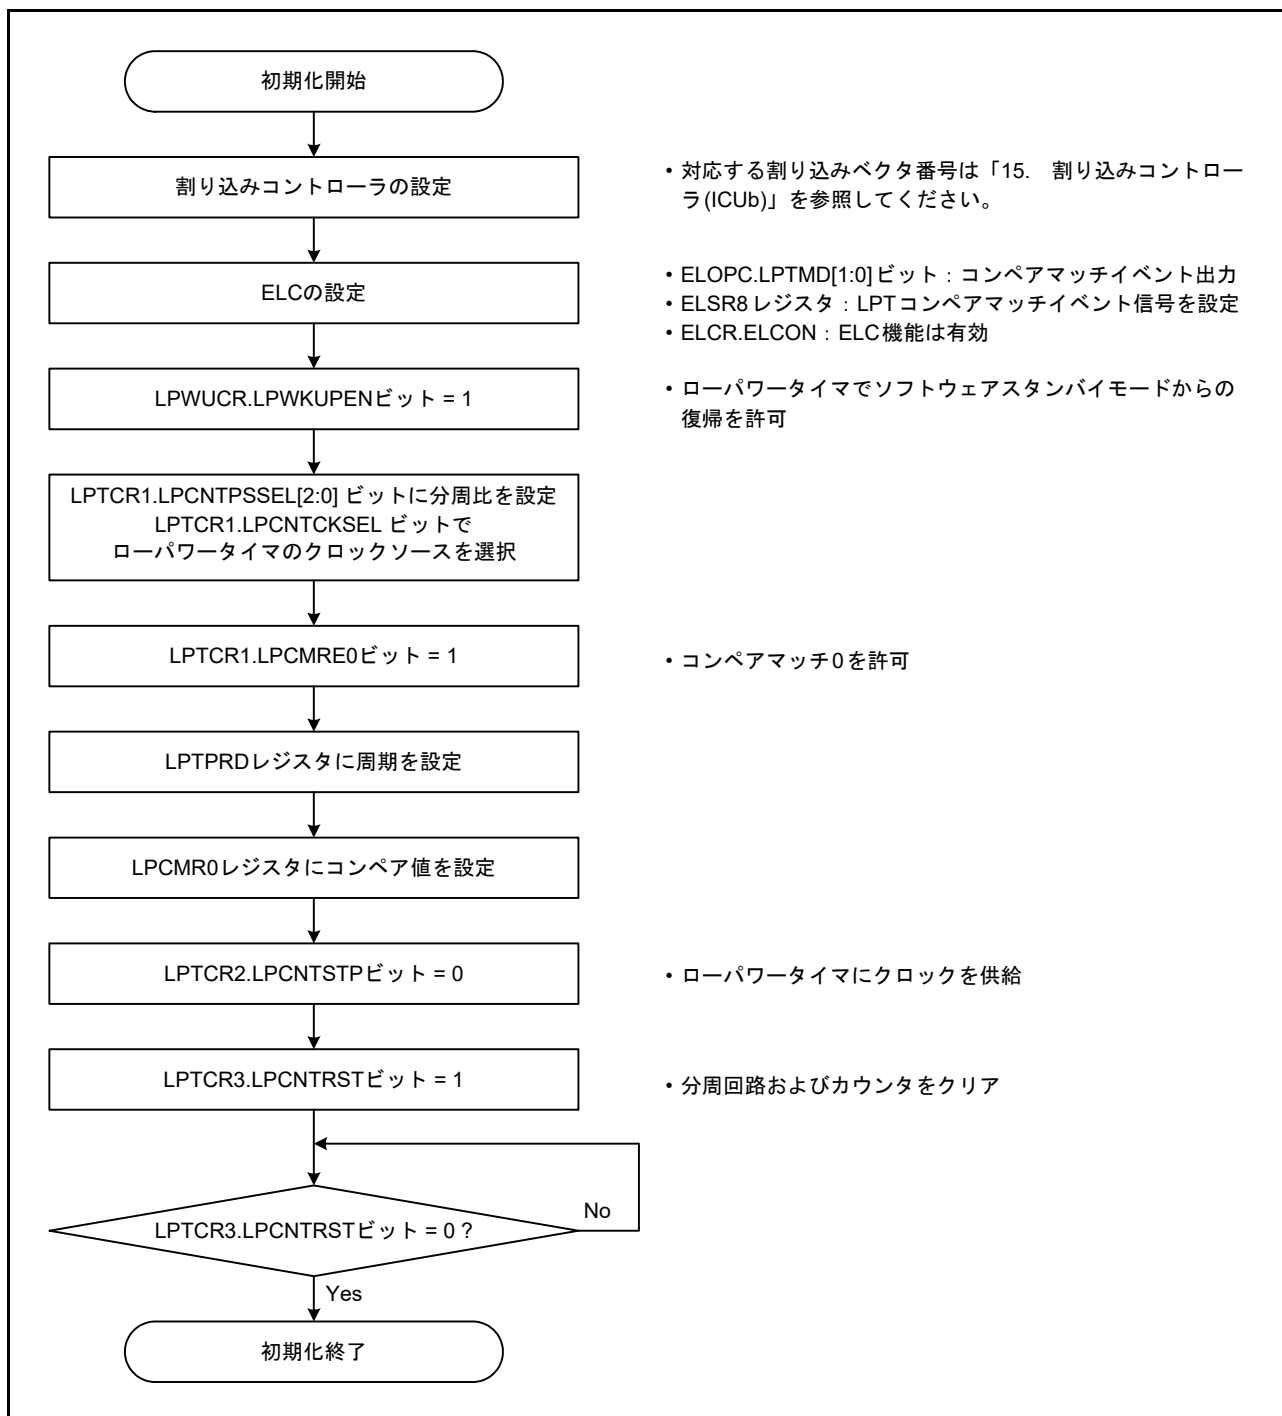 初期化開始
割り込みコントローラの設定
• 対応する割り込みベクタ番号は「15. 割り込みコントロー
ラ(ICUb)」を参照してください。
ELCの設定
• ELOPC.LPTMD[1:0]ビット:コンペアマッチイベント出力
• ELSR8レジスタ:LPTコンペアマッチイベント信号を設定
• ELCR.ELCON:ELC機能は有効
LPWUCR.LPWKUPENビット = 1
• ローパワータイマでソフトウェアスタンバイモードからの
復帰を許可
LPTCR1.LPCNTPSSEL[2:0] ビットに分周比を設定
LPTCR1.LPCNTCKSEL ビットで
ローパワータイマのクロックソースを選択
LPTCR1.LPCMRE0ビット = 1
• コンペアマッチ0を許可
LPTPRDレジスタに周期を設定
LPCMR0レジスタにコンペア値を設定
LPTCR2.LPCNTSTPビット = 0
• ローパワータイマにクロックを供給
LPTCR3.LPCNTRSTビット = 1
• 分周回路およびカウンタをクリア
LPTCR3.LPCNTRSTビット = 0 ?
No
Yes
初期化終了